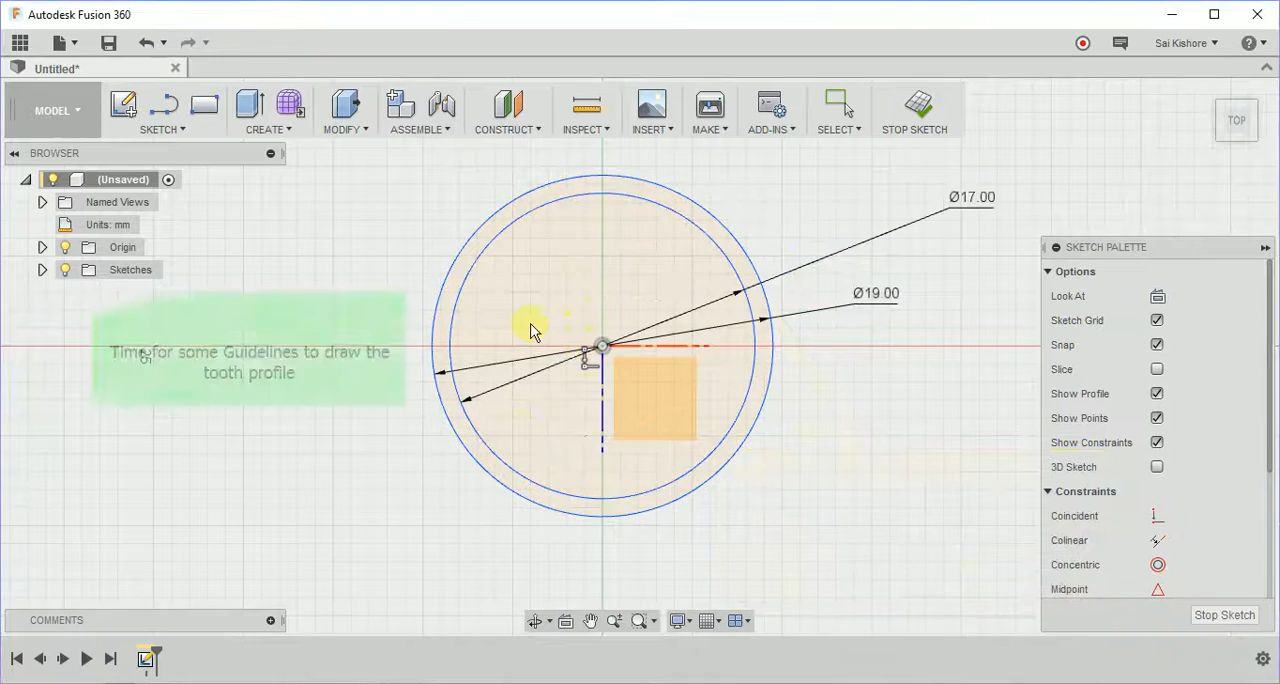 Autodesk Fusion 360
Sai Kishore
Untitled*
MODEL
SKETCH
CREATE
MODIFY
ASSEMBLE
CONSTRUCT
INSPECT
INSERT
MAKE
ADD-INS
SELECT
STOP SKETCH
TOP
BROWSER
(Unsaved)
Named Views
Units: mm
Origin
Sketches
Ø17.00
Ø19.00
Time for some Guidelines to draw the
tooth profile
SKETCH PALETTE
Options
Look At
Sketch Grid
Snap
Slice
Show Profile
Show Points
Show Constraints
3D Sketch
Constraints
Coincident
Colinear
Concentric
Midpoint
Stop Sketch
COMMENTS